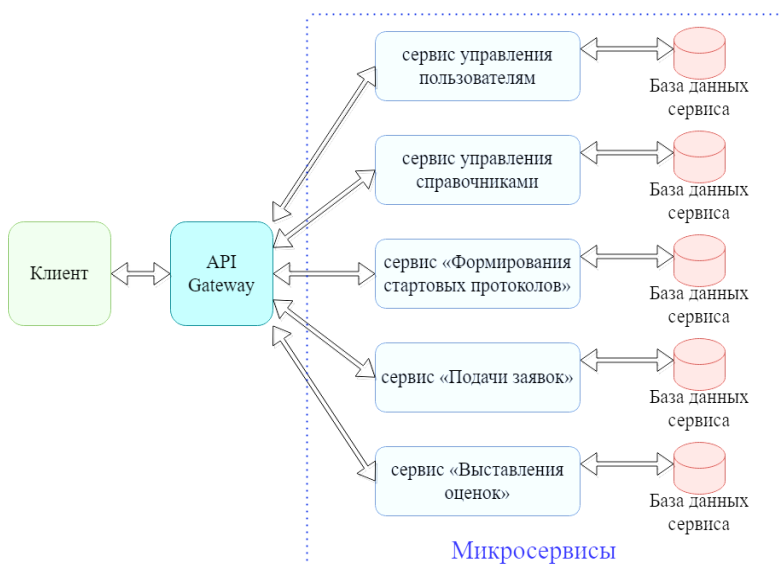 сервис управления
пользователям
База данных
сервиса
сервис управления
справочниками
База данных
сервиса
Клиент
API
Gateway
сервис «Формирования
стартовых протоколов»
База данных
сервиса
сервис «Подачи заявок»
База данных
сервиса
сервис «Выставления
оценок»
База данных
сервиса
Микросервисы